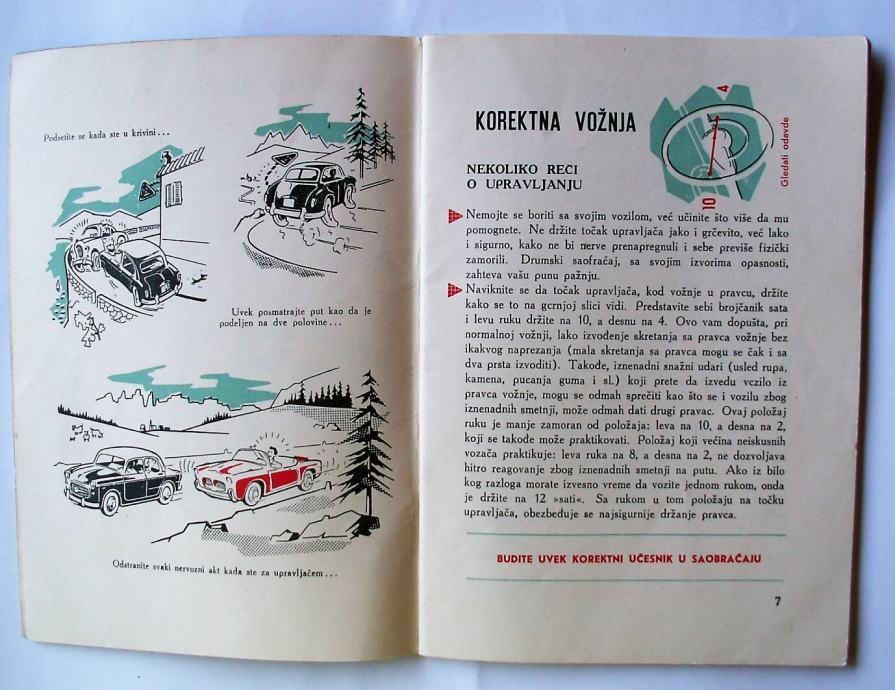 Podsetite se kada ste u krivini...
Uvek posmatrajte put kao da je
podeljen na dve polovine...
Odstranite svaki nervozni akt kada ste za upravljačem...
KOREKTNA VOŽNJA
4
10
Gledati odavde
NEKOLIKO RECI
O UPRAVLJANJU
Nemojte se boriti sa svojim vozilom, već učinite što više da mu
pomognete. Ne držite točak upravljača jako i grčevito, već lako
i sigurno, kako ne bi nerve prenapregnuli i sebe previše fizički
zamorili. Drumski saofraćaj, sa svojim izvorima opasnosti,
zahteva vašu punu pažnju.
Naviknite se da točak upravljača, kod vožnje u pravcu, držite
kako se to na gcrnjoj slici vidi. Predstavite sebi brojčanik sata
i levu ruku držite na 10, a desnu na 4. Ovo vam dopušta, pri
normalnoj vožnji, lako izvođenje skretanja sa pravca vožnje bez
ikakvog naprezanja (mala skretanja sa pravca mogu se čak i sa
dva prsta izvoditi). Takođe, iznenadni snažni udari (usled rupa,
kamena, pucanja guma i sl.) koji prete da izvedu vczilo iz
pravca vožnje, mogu se odmah sprečiti kao što se i vozilu zbog
iznenadnih smetnji, može odmah dati drugi pravac. Ovaj položaj
ruku je manje zamoran od položaja: leva na 10, a desna na 2,
koji se takođe može praktikovati. Položaj koji većina neiskusnih
vozača praktikuje: leva ruka na 8, a desna na 2, ne dozvoljava
hitro reagovanje zbog iznenadnih smetnji na putu. Ako iz bilo
kog razloga morate izvesno vreme da vozite jednom rukom, onda
je držite na 12 »sati«. Sa rukom u tom položaju na točku
upravljača, obezbeđuje se najsigurnije držanje pravca.
BUDITE UVEK KOREKTNI UČESNIK U SAOBRAĆAJU
7